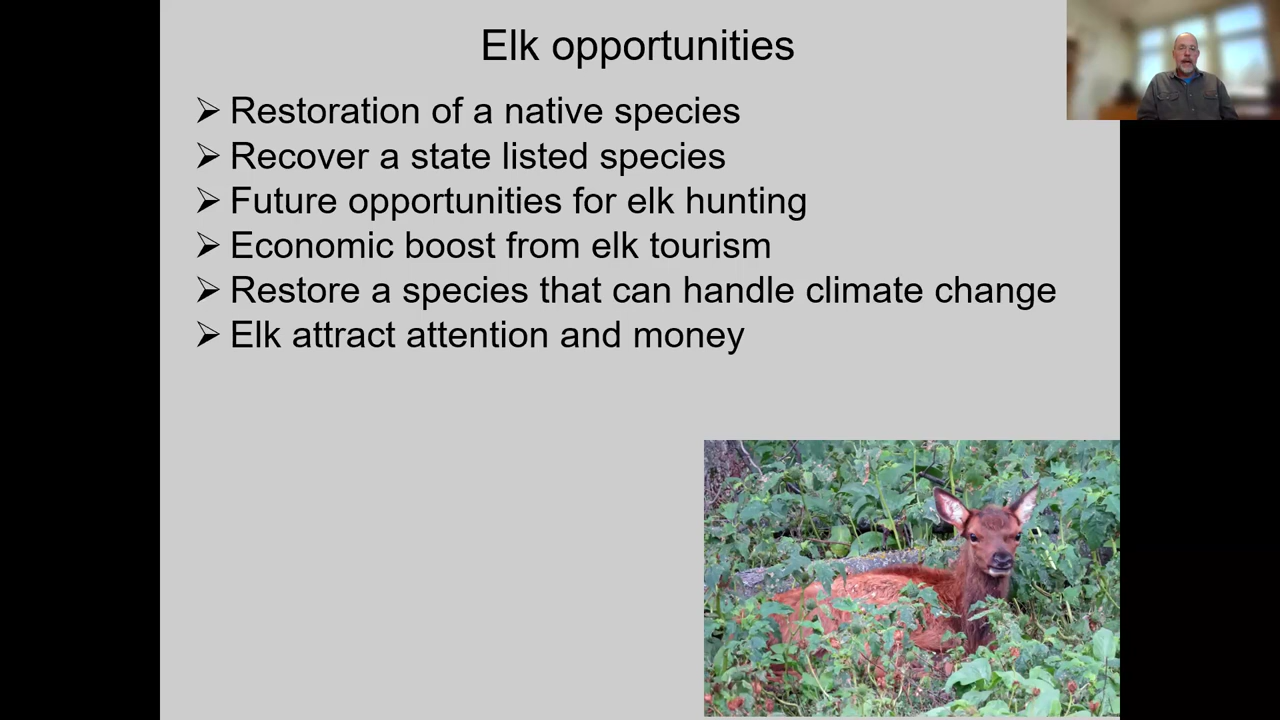 Elk opportunities
➢ Restoration of a native species
➢ Recover a state listed species
➢ Future opportunities for elk hunting
➢ Economic boost from elk tourism
➢ Restore a species that can handle climate change
➢ Elk attract attention and money